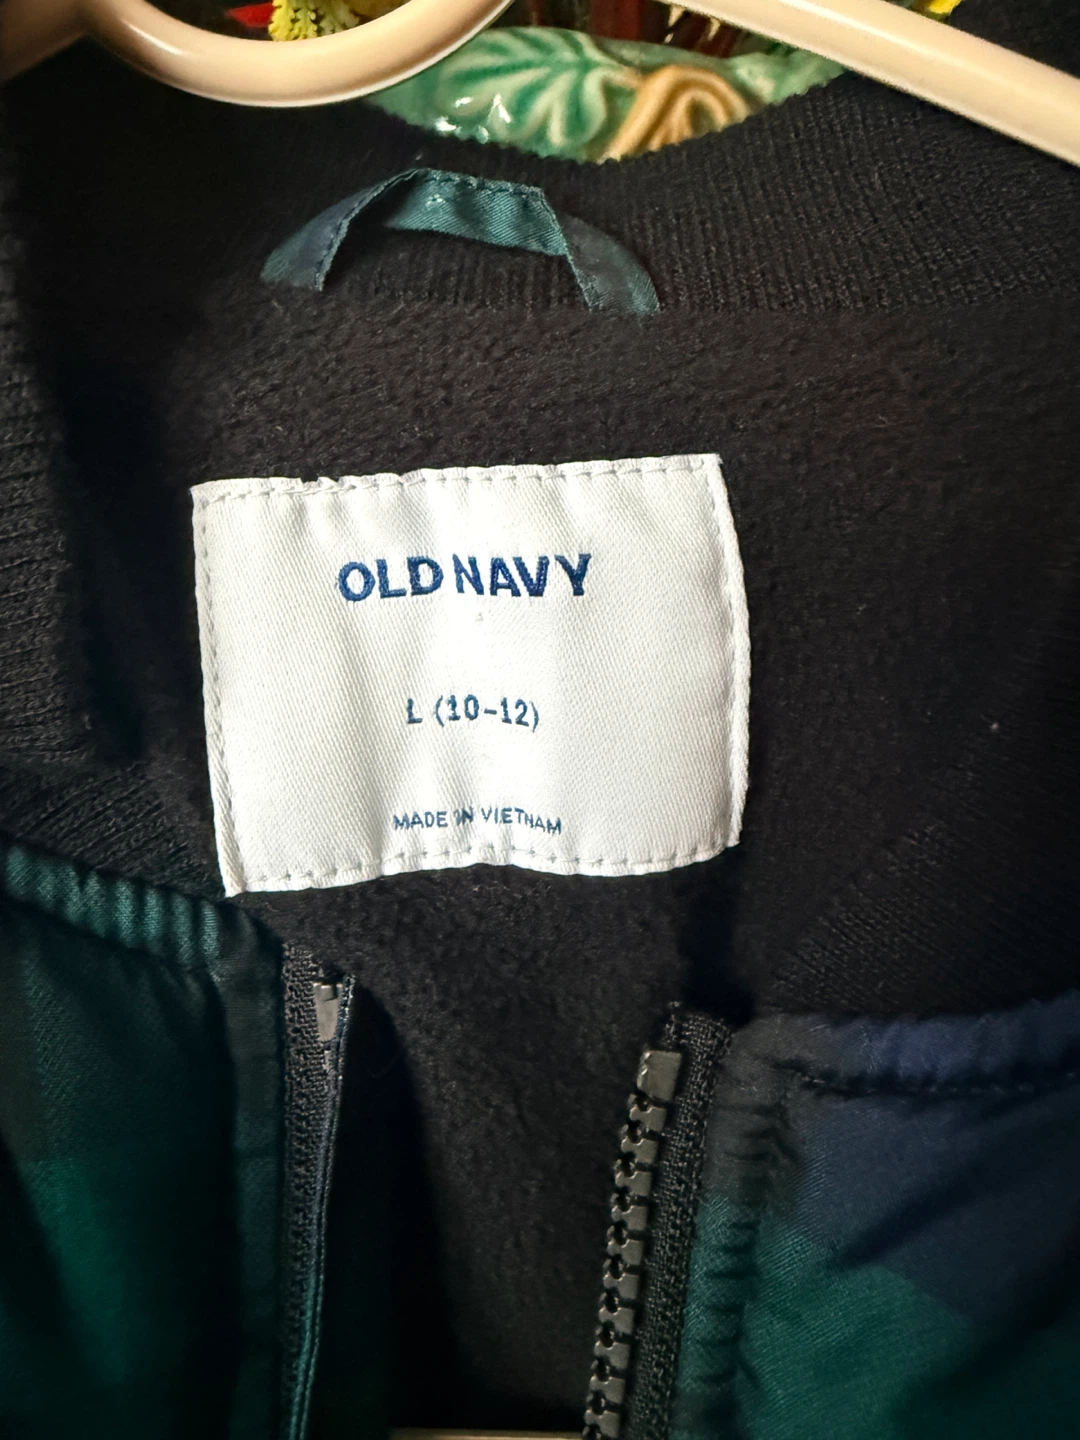 OLD NAVY
L (10-12)
MADE IN VIETNAM